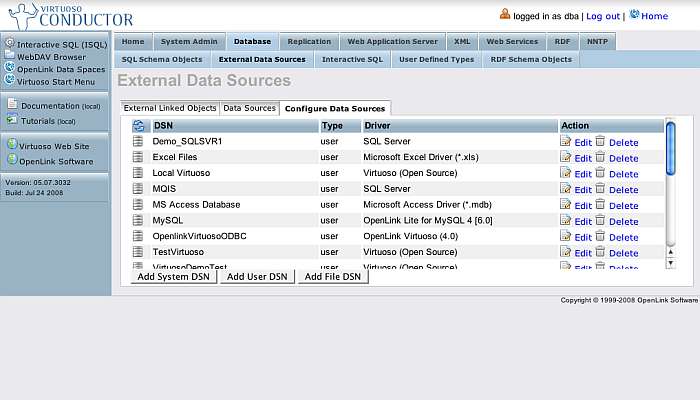 VIRTUOSO
CONDUCTOR
logged in as dba | Log out | Home
Interactive SQL (ISQL)
WebDAV Browser
OpenLink Data Spaces
Virtuoso Start Menu
Documentation (local)
Tutorials (local)
Virtuoso Web Site
OpenLink Software
Version: 05.07.3032
Build: Jul 24 2008
Home System Admin Database Replication Web Application Server XML Web Services RDF NNTP
SQL Schema Objects External Data Sources Interactive SQL User Defined Types RDF Schema Objects
External Data Sources
External Linked Objects Data Sources Configure Data Sources
DSN Type Driver Action
Demo_SQLSVR1 user SQL Server Edit Delete
Excel Files user Microsoft Excel Driver (*.xls) Edit Delete
Local Virtuoso user Virtuoso (Open Source) Edit Delete
MQIS user SQL Server Edit Delete
MS Access Database user Microsoft Access Driver (*.mdb) Edit Delete
MySQL user OpenLink Lite for MySQL 4 [6.0] Edit Delete
OpenlinkVirtuosoODBC user OpenLink Virtuoso (4.0) Edit Delete
TestVirtuoso user Virtuoso (Open Source) Edit Delete
VirtuosoDemoTest user Virtuoso (Open Source) Edit Delete
Add System DSN Add User DSN Add File DSN
Copyright © 1999-2008 OpenLink Software